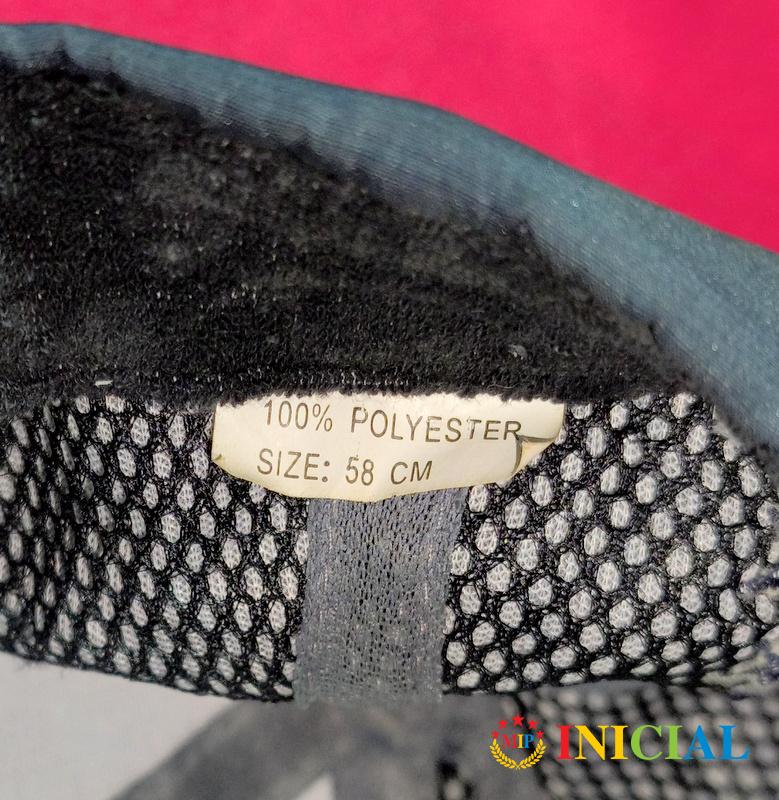 100% POLYESTER
SIZE: 58 CM
MIP INICIAL